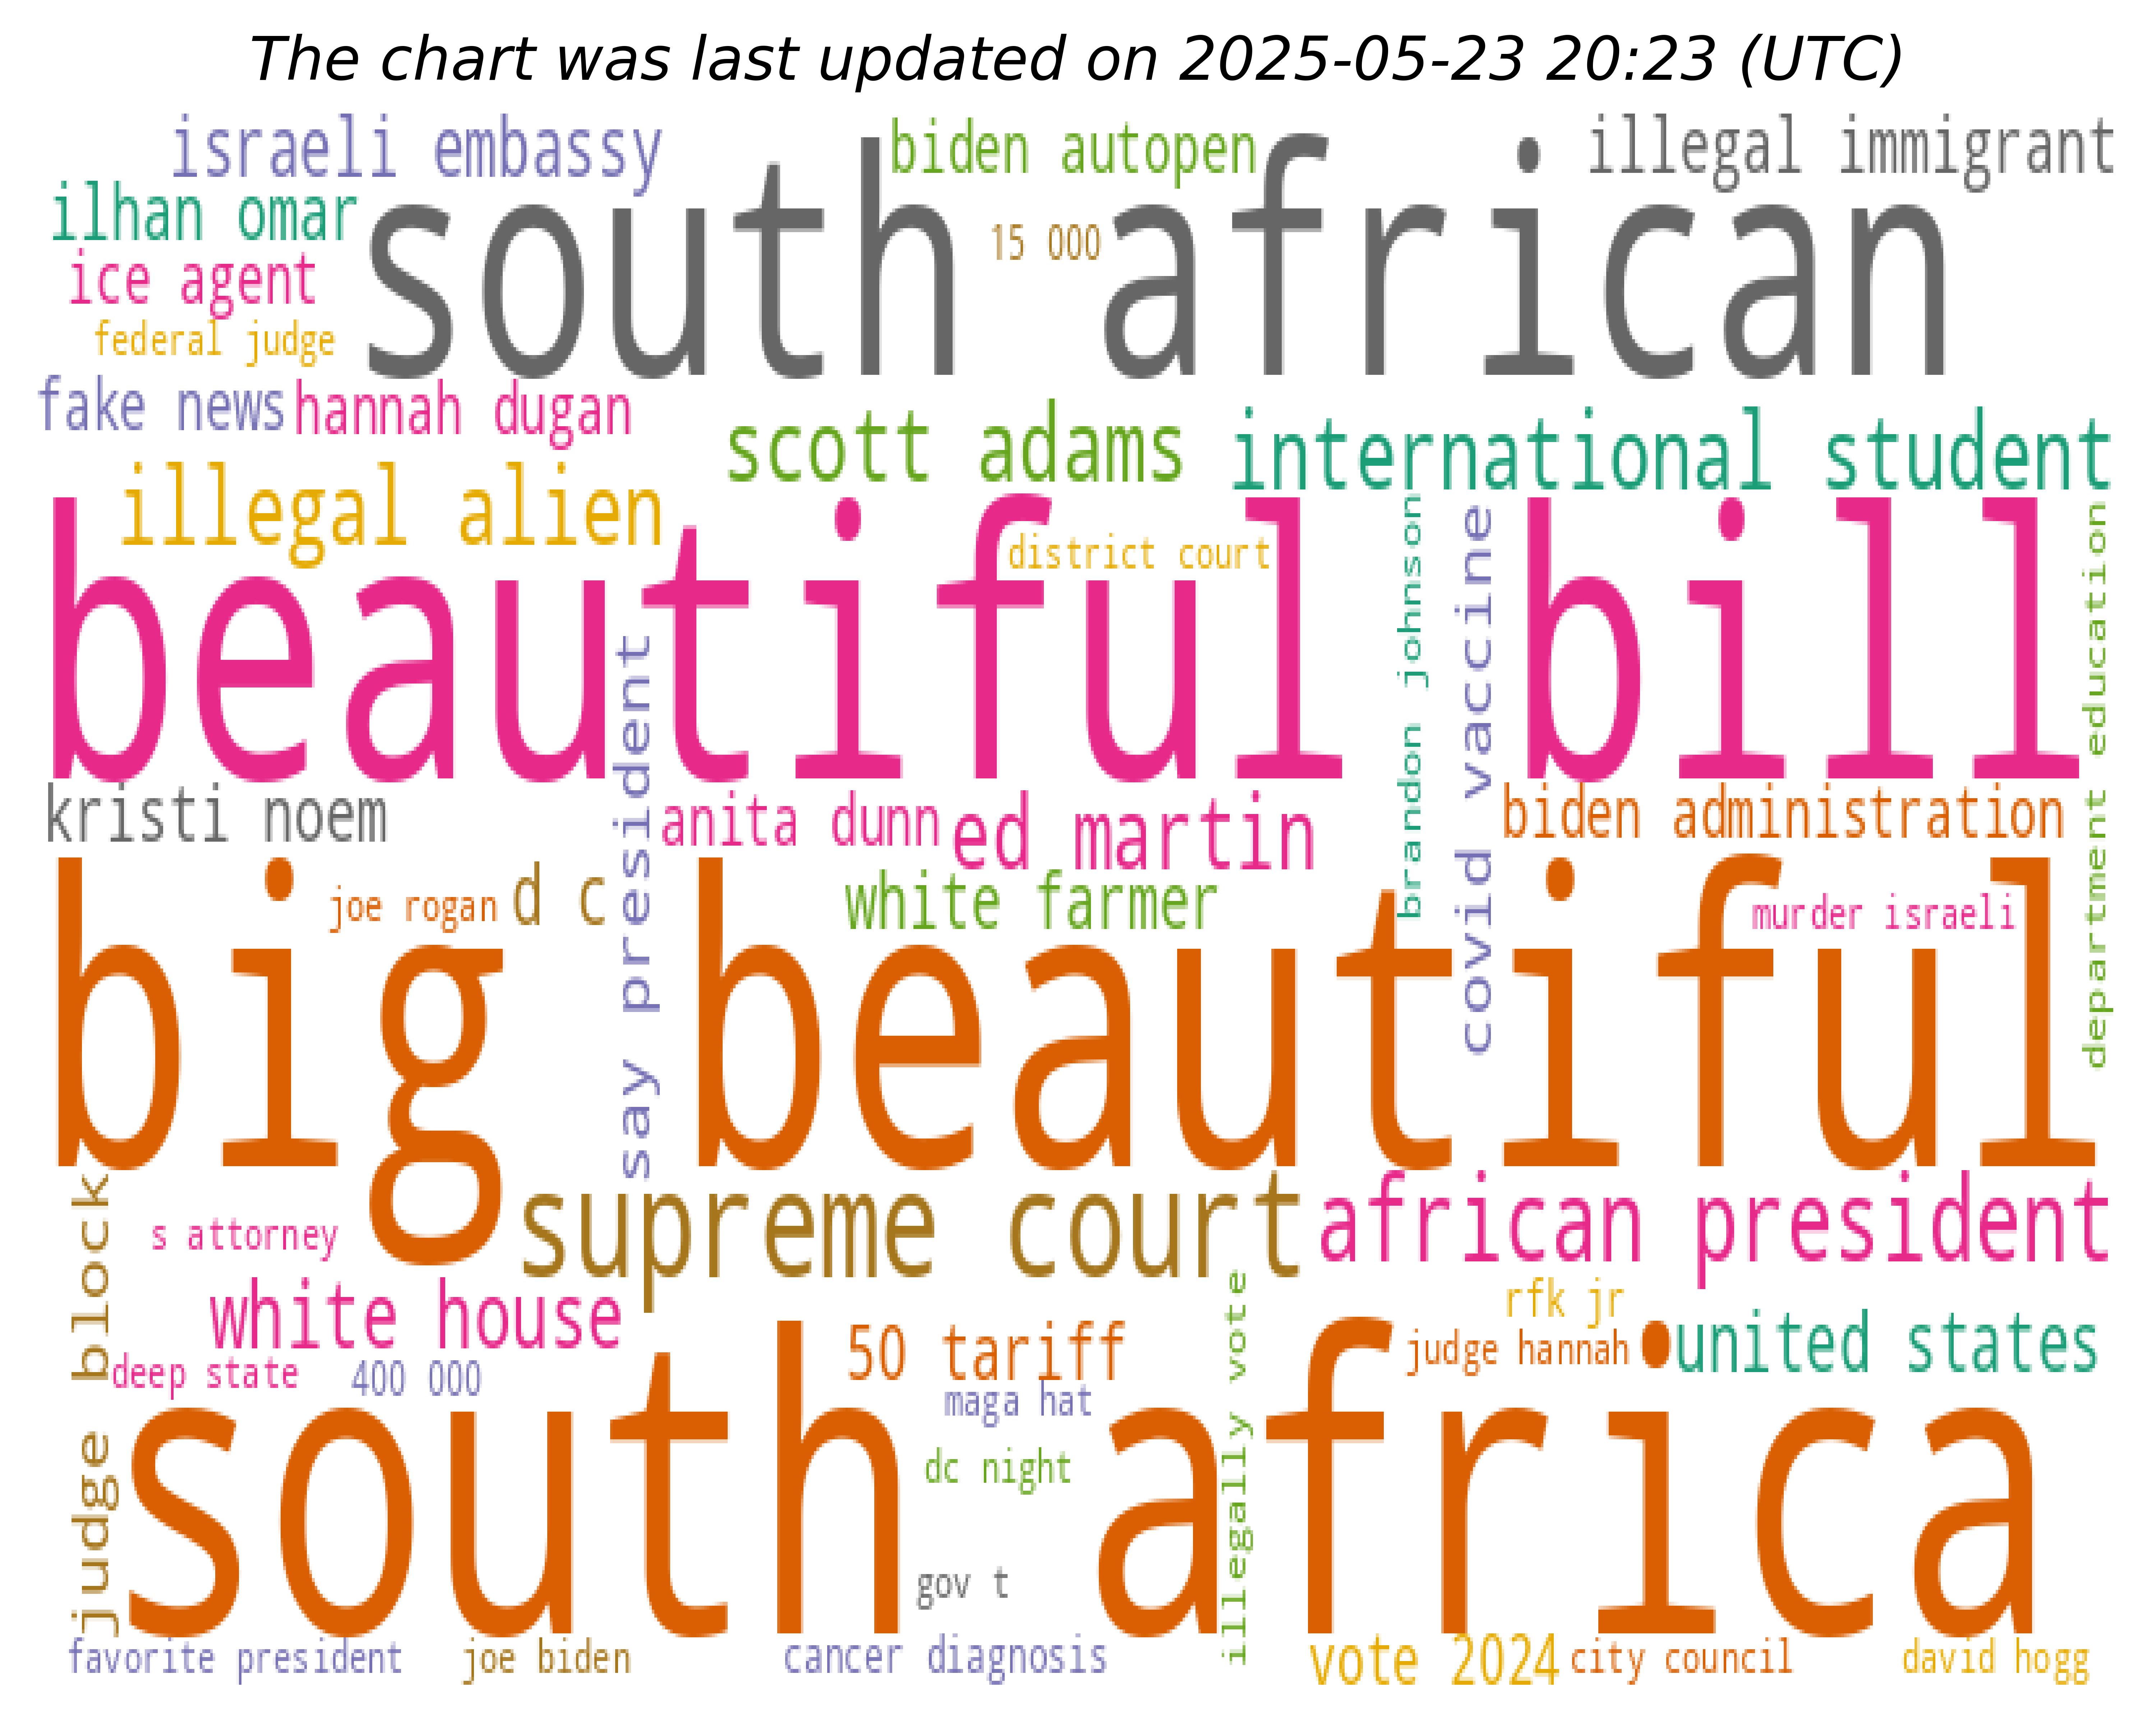 The chart was last updated on 2025-05-23 20:23 (UTC)
israeli embassy
biden autopen
illegal immigrant
ilhan omar
south african
15 000
ice agent
federal judge
fake news
hannah dugan
scott adams
international student
illegal alien
beautiful bill
district court
brandon johnson
covid vaccine
department education
say president
kristi noem
anita dunn
ed martin
biden administration
big beautiful
joe rogan
d c
white farmer
murder israeli
judge block
s attorney
supreme court
african president
white house
50 tariff
illegally vote
rfk jr
judge hannah
united states
deep state
400 000
maga hat
south africa
dc night
gov t
favorite president
joe biden
cancer diagnosis
vote 2024
city council
david hogg